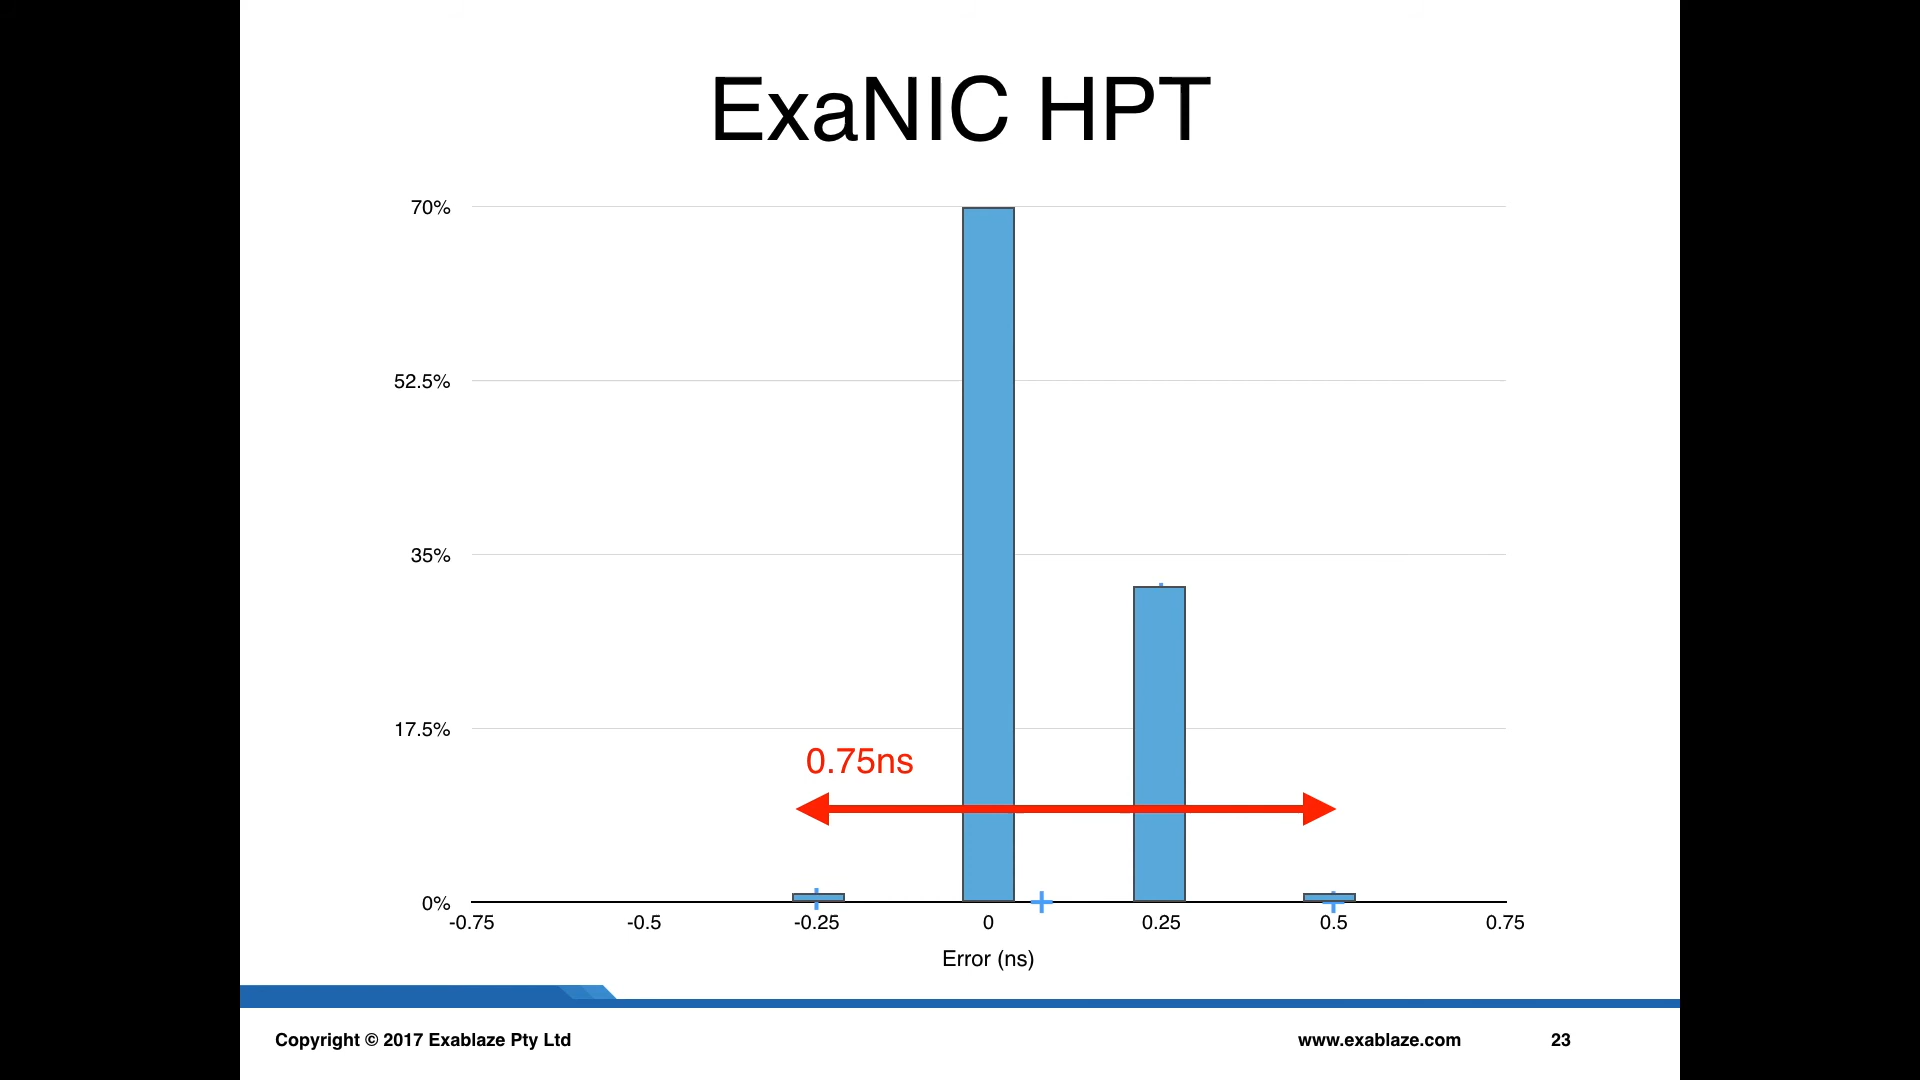 ExaNIC HPT
70%
52.5%
35%
17.5%
0.75ns
0%
-0.75 -0.5 -0.25 0 0.25 0.5 0.75
Error (ns)
Copyright © 2017 Exablaze Pty Ltd www.exablaze.com 23